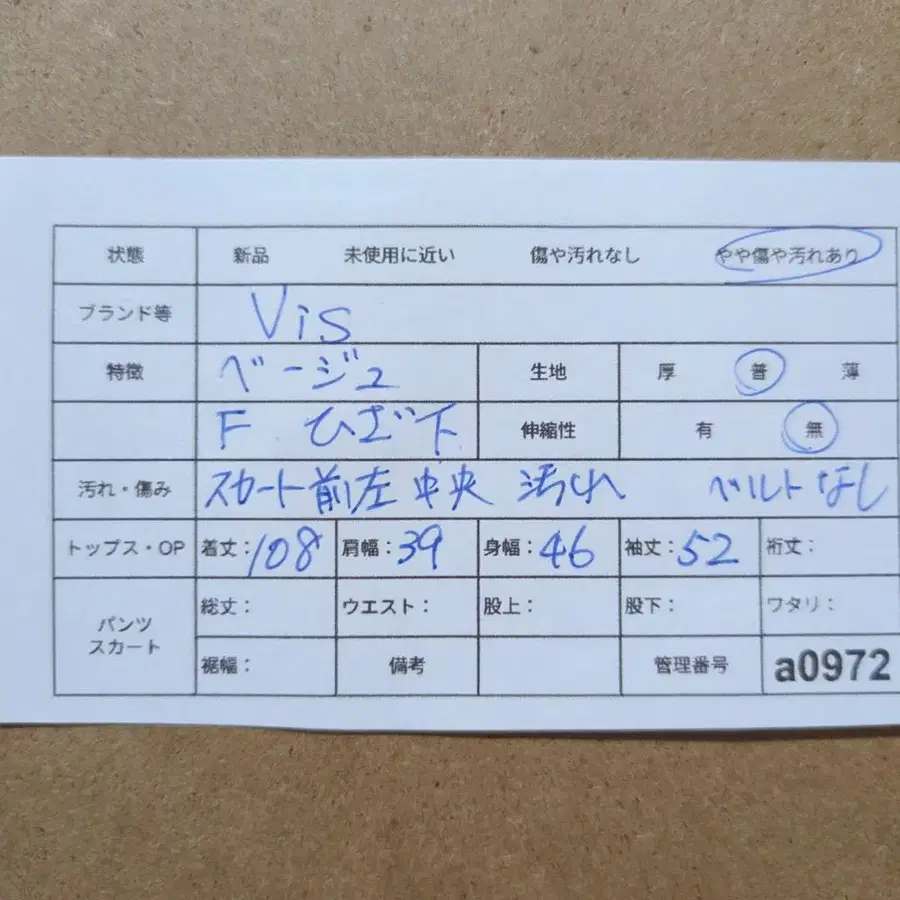 状態 新品 未使用に近い 傷や汚れなし やや傷や汚れあり
ブランド等 Vis
特徴 ベージュ 生地 厚 普 薄
F ひざ下 伸縮性 有 無
汚れ・傷み スカート前左中央 汚れ ベルトなし
トップス・OP 着丈:108 肩幅:39 身幅:46 袖丈:52 裄丈:
パンツ スカート 総丈: ウエスト: 股上: 股下: ワタリ:
裾幅: 備考 管理番号 a0972